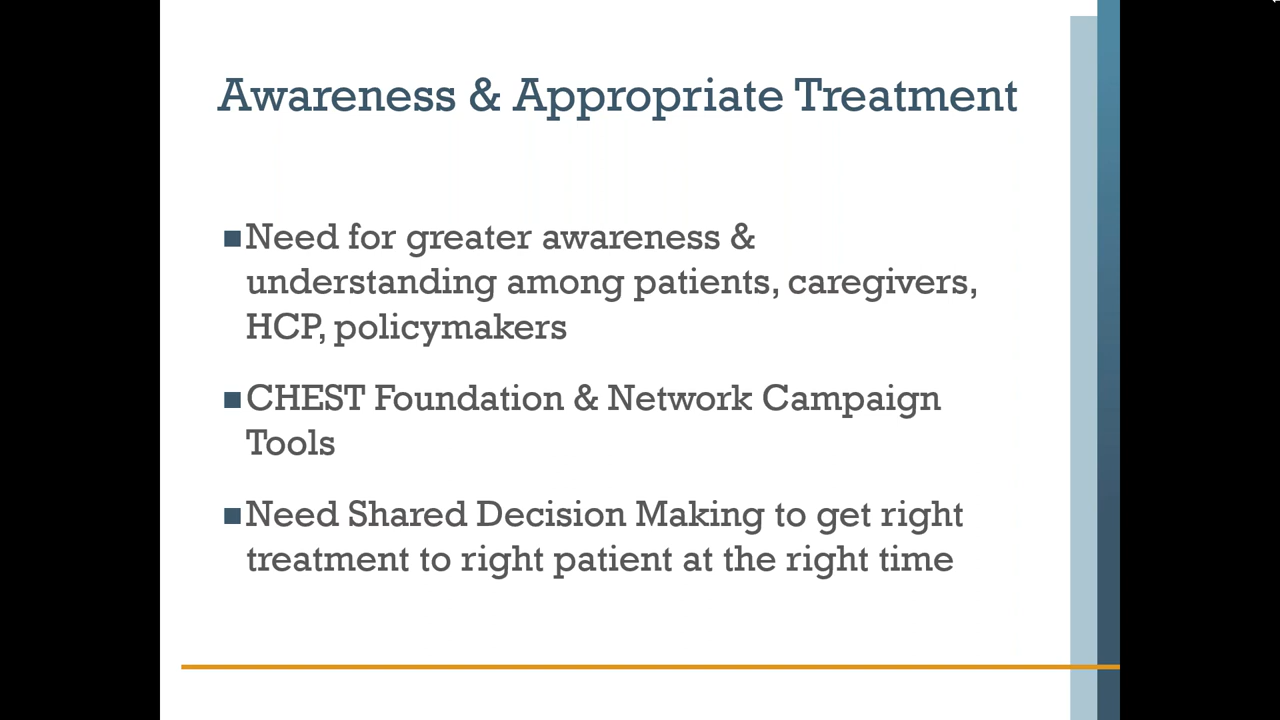 Awareness & Appropriate Treatment
Need for greater awareness &
understanding among patients, caregivers,
HCP, policymakers
CHEST Foundation & Network Campaign
Tools
Need Shared Decision Making to get right
treatment to right patient at the right time